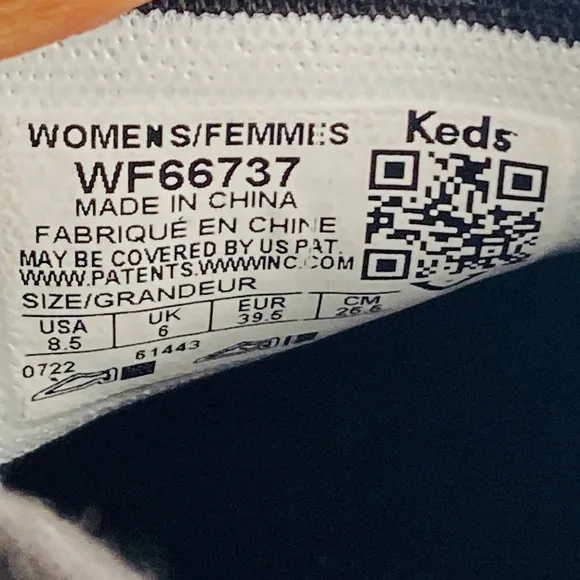 Keds
WOMENS/FEMMES
WF66737
MADE IN CHINA
FABRIQUÉ EN CHINE
MAY BE COVERED BY US PAT.
WWW.PATENTS.WWWINC.COM
SIZE/GRANDEUR
USA UK EUR CM
8.5 6 39.5 26.5
0722 61443